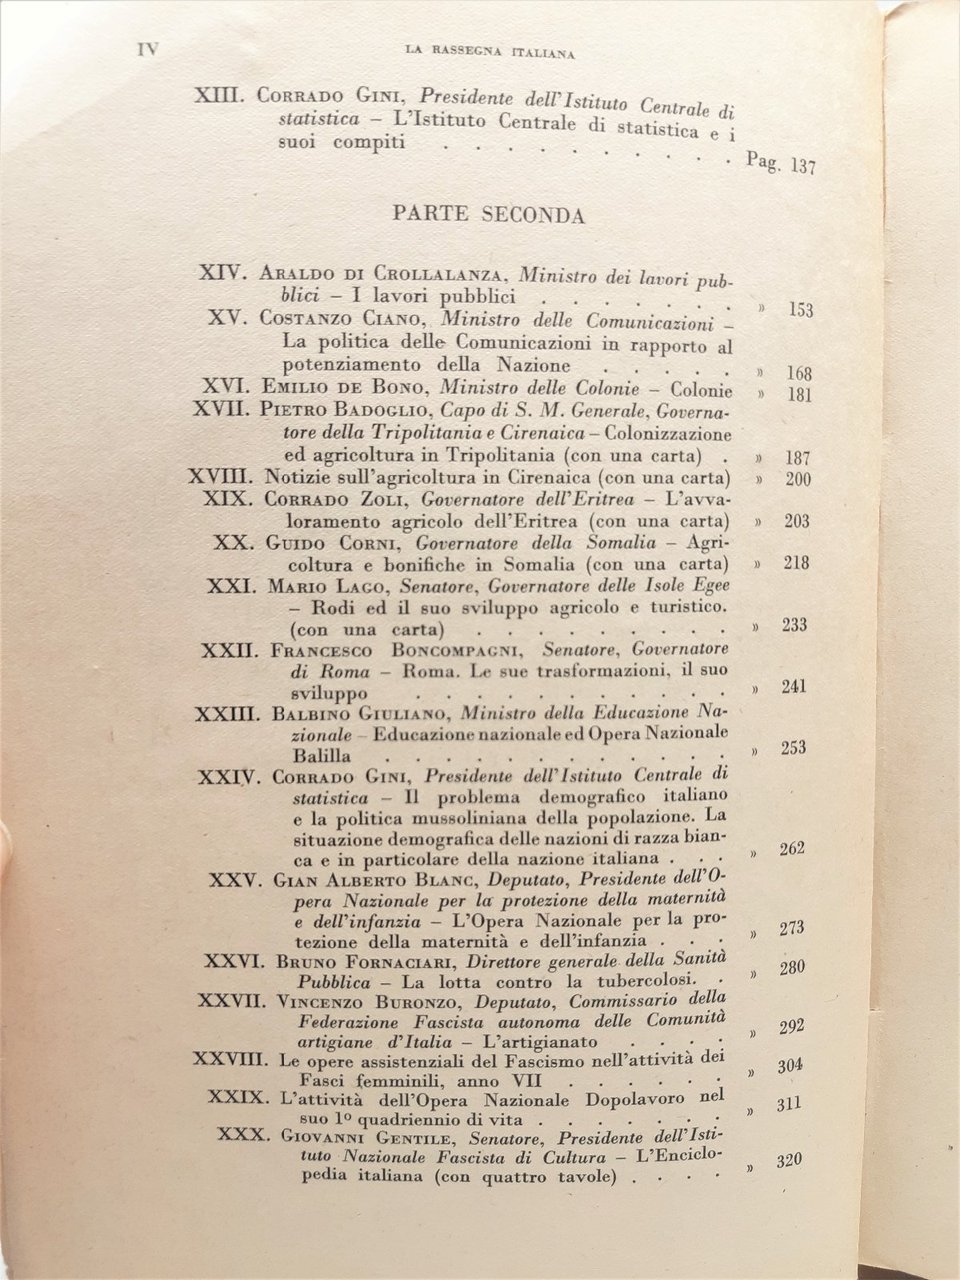 IV
LA RASSEGNA ITALIANA
XIII. CORRADO GINI, Presidente dell'Istituto Centrale di
statistica – L'Istituto Centrale di statistica e i
suoi compiti . . . . . . . . . . Pag. 137
PARTE SECONDA
XIV. ARALDO DI CROLLALANZA, Ministro dei lavori pub-
blici – I lavori pubblici . . . . . . . » 153
XV. COSTANZO CIANO, Ministro delle Comunicazioni –
La politica delle Comunicazioni in rapporto al
potenziamento della Nazione . . . . . » 168
XVI. EMILIO DE BONO, Ministro delle Colonie – Colonie » 181
XVII. PIETRO BADOGLIO, Capo di S. M. Generale, Governa-
tore della Tripolitania e Cirenaica – Colonizzazione
ed agricoltura in Tripolitania (con una carta) . » 187
XVIII. Notizie sull'agricoltura in Cirenaica (con una carta) » 200
XIX. CORRADO ZOLI, Governatore dell'Eritrea – L'avva-
loramento agricolo dell'Eritrea (con una carta) » 203
XX. GUIDO CORNI, Governatore della Somalia – Agri-
coltura e bonifiche in Somalia (con una carta) » 218
XXI. MARIO LAGO, Senatore, Governatore delle Isole Egee
– Rodi ed il suo sviluppo agricolo e turistico.
(con una carta) . . . . . . . . . » 233
XXII. FRANCESCO BONCOMPAGNI, Senatore, Governatore
di Roma – Roma. Le sue trasformazioni, il suo
sviluppo . . . . . . . . . . . » 241
XXIII. BALBINO GIULIANO, Ministro della Educazione Na-
zionale – Educazione nazionale ed Opera Nazionale
Balilla . . . . . . . . . . . . » 253
XXIV. CORRADO GINI, Presidente dell'Istituto Centrale di
statistica – Il problema demografico italiano
e la politica mussoliniana della popolazione. La
situazione demografica delle nazioni di razza bian-
ca e in particolare della nazione italiana . . . » 262
XXV. GIAN ALBERTO BLANC, Deputato, Presidente dell'O-
pera Nazionale per la protezione della maternità
e dell'infanzia – L'Opera Nazionale per la pro-
tezione della maternità e dell'infanzia . . . » 273
XXVI. BRUNO FORNACIARI, Direttore generale della Sanità
Pubblica – La lotta contro la tubercolosi. . » 280
XXVII. VINCENZO BURONZO, Deputato, Commissario della
Federazione Fascista autonoma delle Comunità
artigiane d'Italia – L'artigianato . . . . » 292
XXVIII. Le opere assistenziali del Fascismo nell'attività dei
Fasci femminili, anno VII . . . . . . » 304
XXIX. L'attività dell'Opera Nazionale Dopolavoro nel
suo 1º quadriennio di vita . . . . . . . » 311
XXX. GIOVANNI GENTILE, Senatore, Presidente dell'Isti-
tuto Nazionale Fascista di Cultura – L'Enciclo-
pedia italiana (con quattro tavole) . . . . » 320